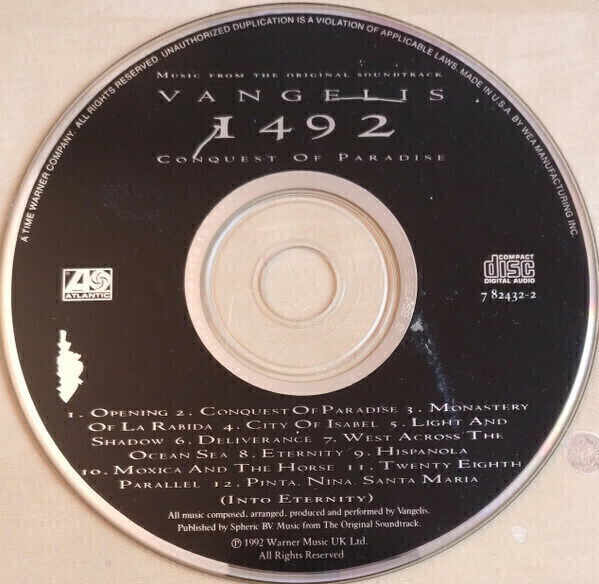 A TIME WARNER COMPANY. ALL RIGHTS RESERVED. UNAUTHORIZED DUPLICATION IS A VIOLATION OF APPLICABLE LAWS. MADE IN U.S.A. BY WEA MANUFACTURING INC.
MUSIC FROM THE ORIGINAL SOUNDTRACK
VANGELIS
1492
CONQUEST OF PARADISE
ATLANTIC
COMPACT
disc
DIGITAL AUDIO
7 82432-2
1. OPENING 2. CONQUEST OF PARADISE 3. MONASTERY
OF LA RABIDA 4. CITY OF ISABEL 5. LIGHT AND
SHADOW 6. DELIVERANCE 7. WEST ACROSS THE
OCEAN SEA 8. ETERNITY 9. HISPANOLA
10. MOXICA AND THE HORSE 11. TWENTY EIGHTH
PARALLEL 12. PINTA, NINA, SANTA MARIA
(INTO ETERNITY)
All music composed, arranged, produced and performed by Vangelis.
Published by Spheric BV. Music from The Original Soundtrack.
℗ 1992 Warner Music UK Ltd.
All Rights Reserved